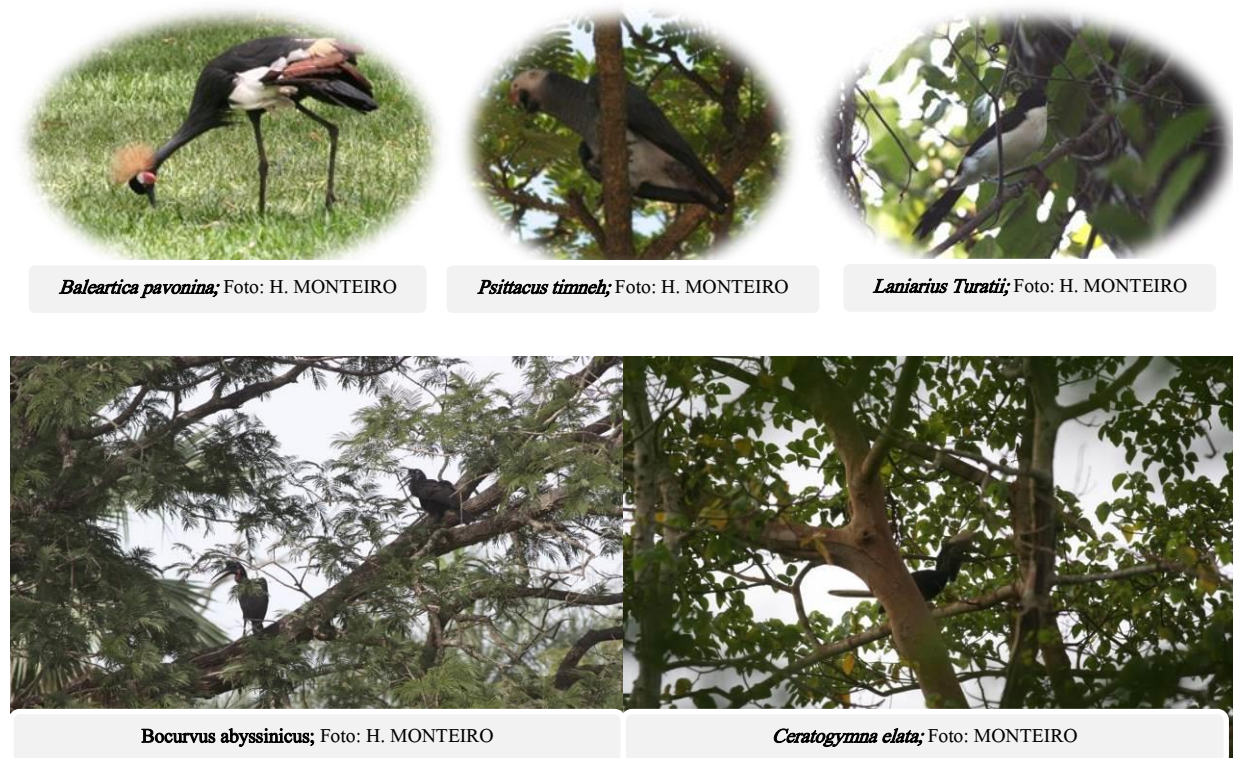 Baleartica pavonina; Foto: H. MONTEIRO
Psittacus timneh; Foto: H. MONTEIRO
Laniarius Turatii; Foto: H. MONTEIRO
Bocurvus abyssinicus; Foto: H. MONTEIRO
Ceratogymna elata; Foto: MONTEIRO